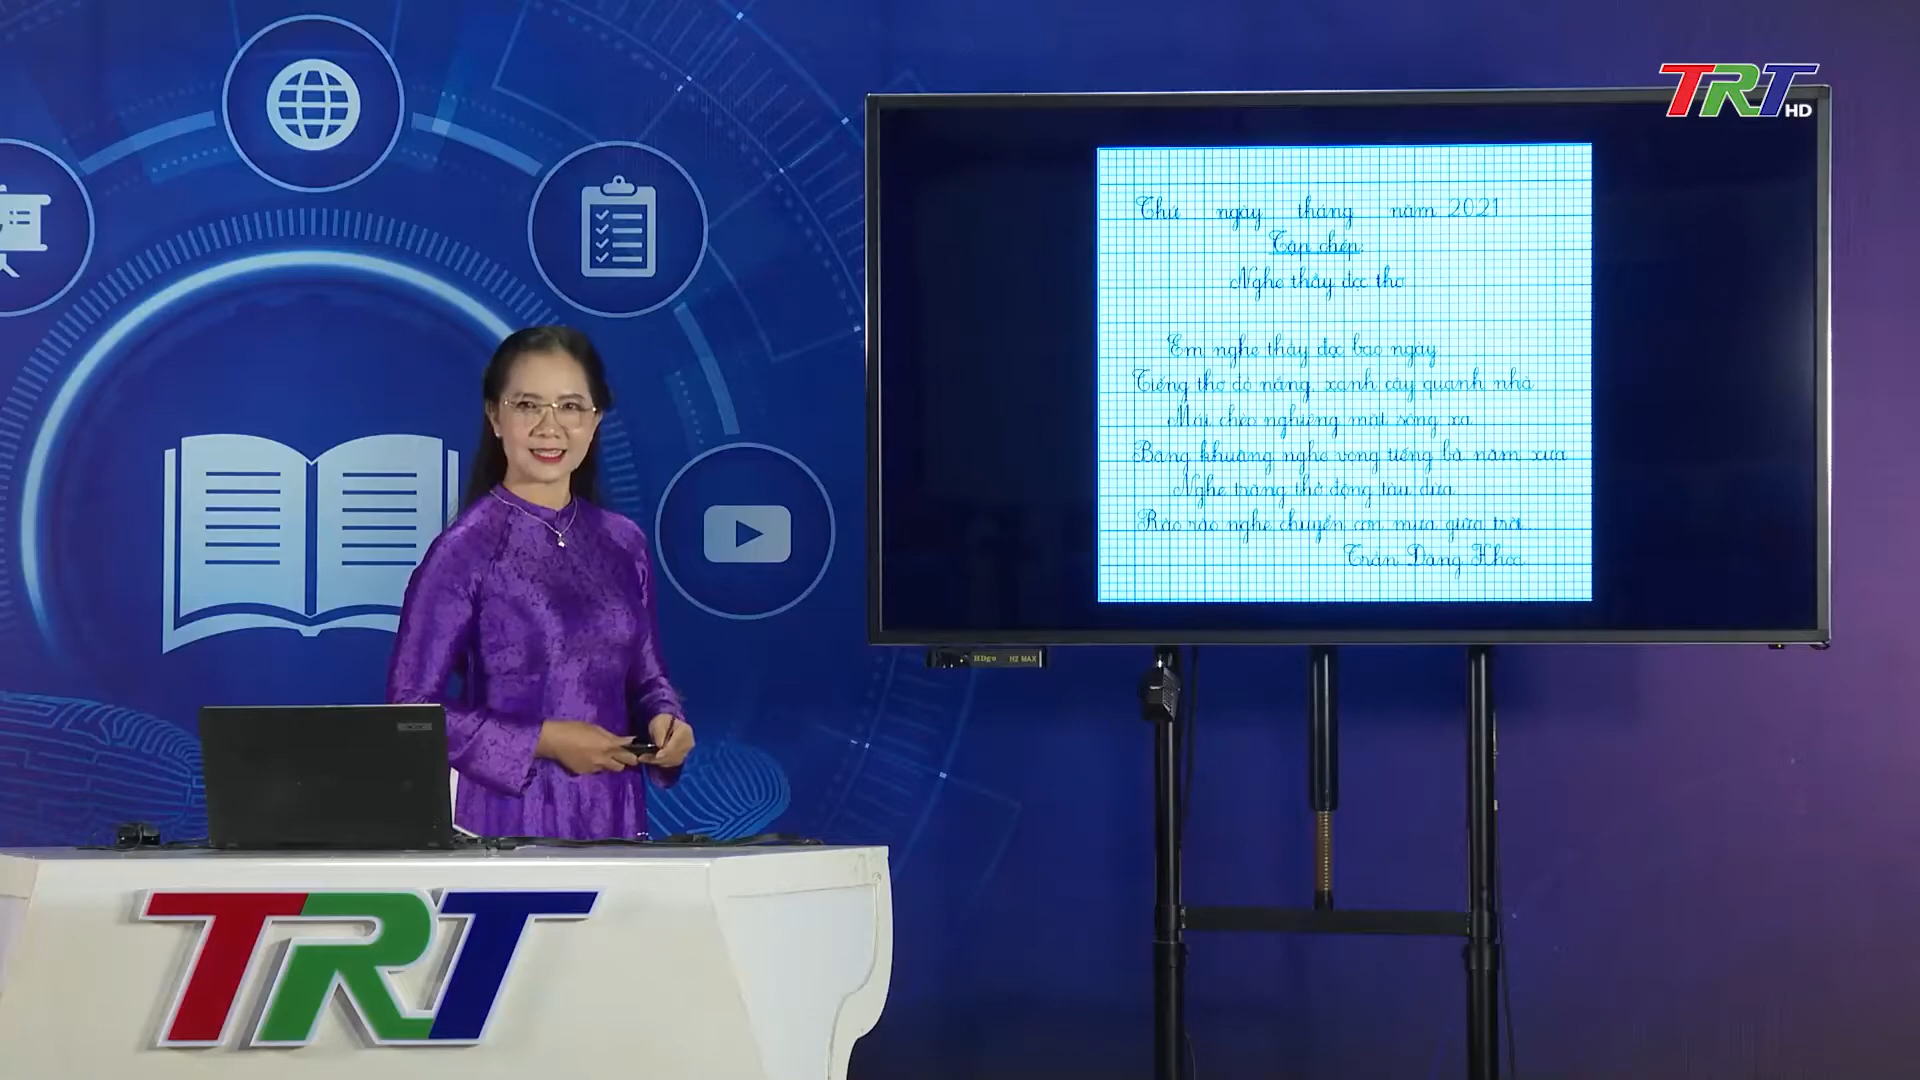 TRT HD
Thứ ngày tháng năm 2021
Tập chép:
Nghe thầy đọc thơ
Em nghe thầy đọc bao ngày
Tiếng thơ đỏ nắng, xanh cây quanh nhà
Mái chèo nghiêng mặt sông xa
Bâng khuâng nghe vọng tiếng bà năm xưa
Nghe trăng thở động tàu dừa
Rào rào nghe chuyển cơn mưa giữa trời.
Trần Đăng Khoa
HDgo H2 MAX
TRT